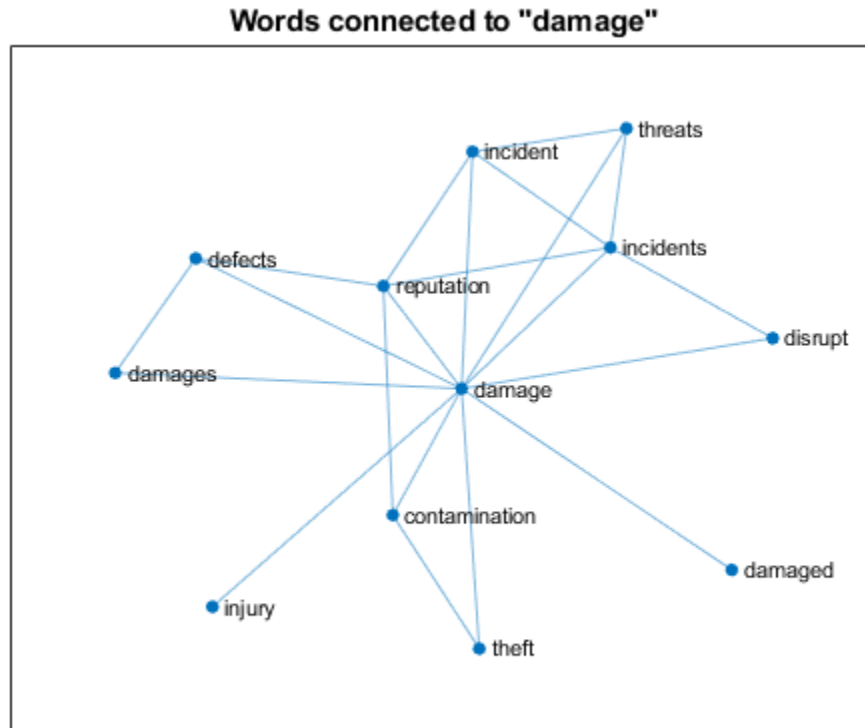 Words connected to "damage"
threats
incident
incidents
defects
reputation
disrupt
damages
damage
contamination
damaged
injury
theft